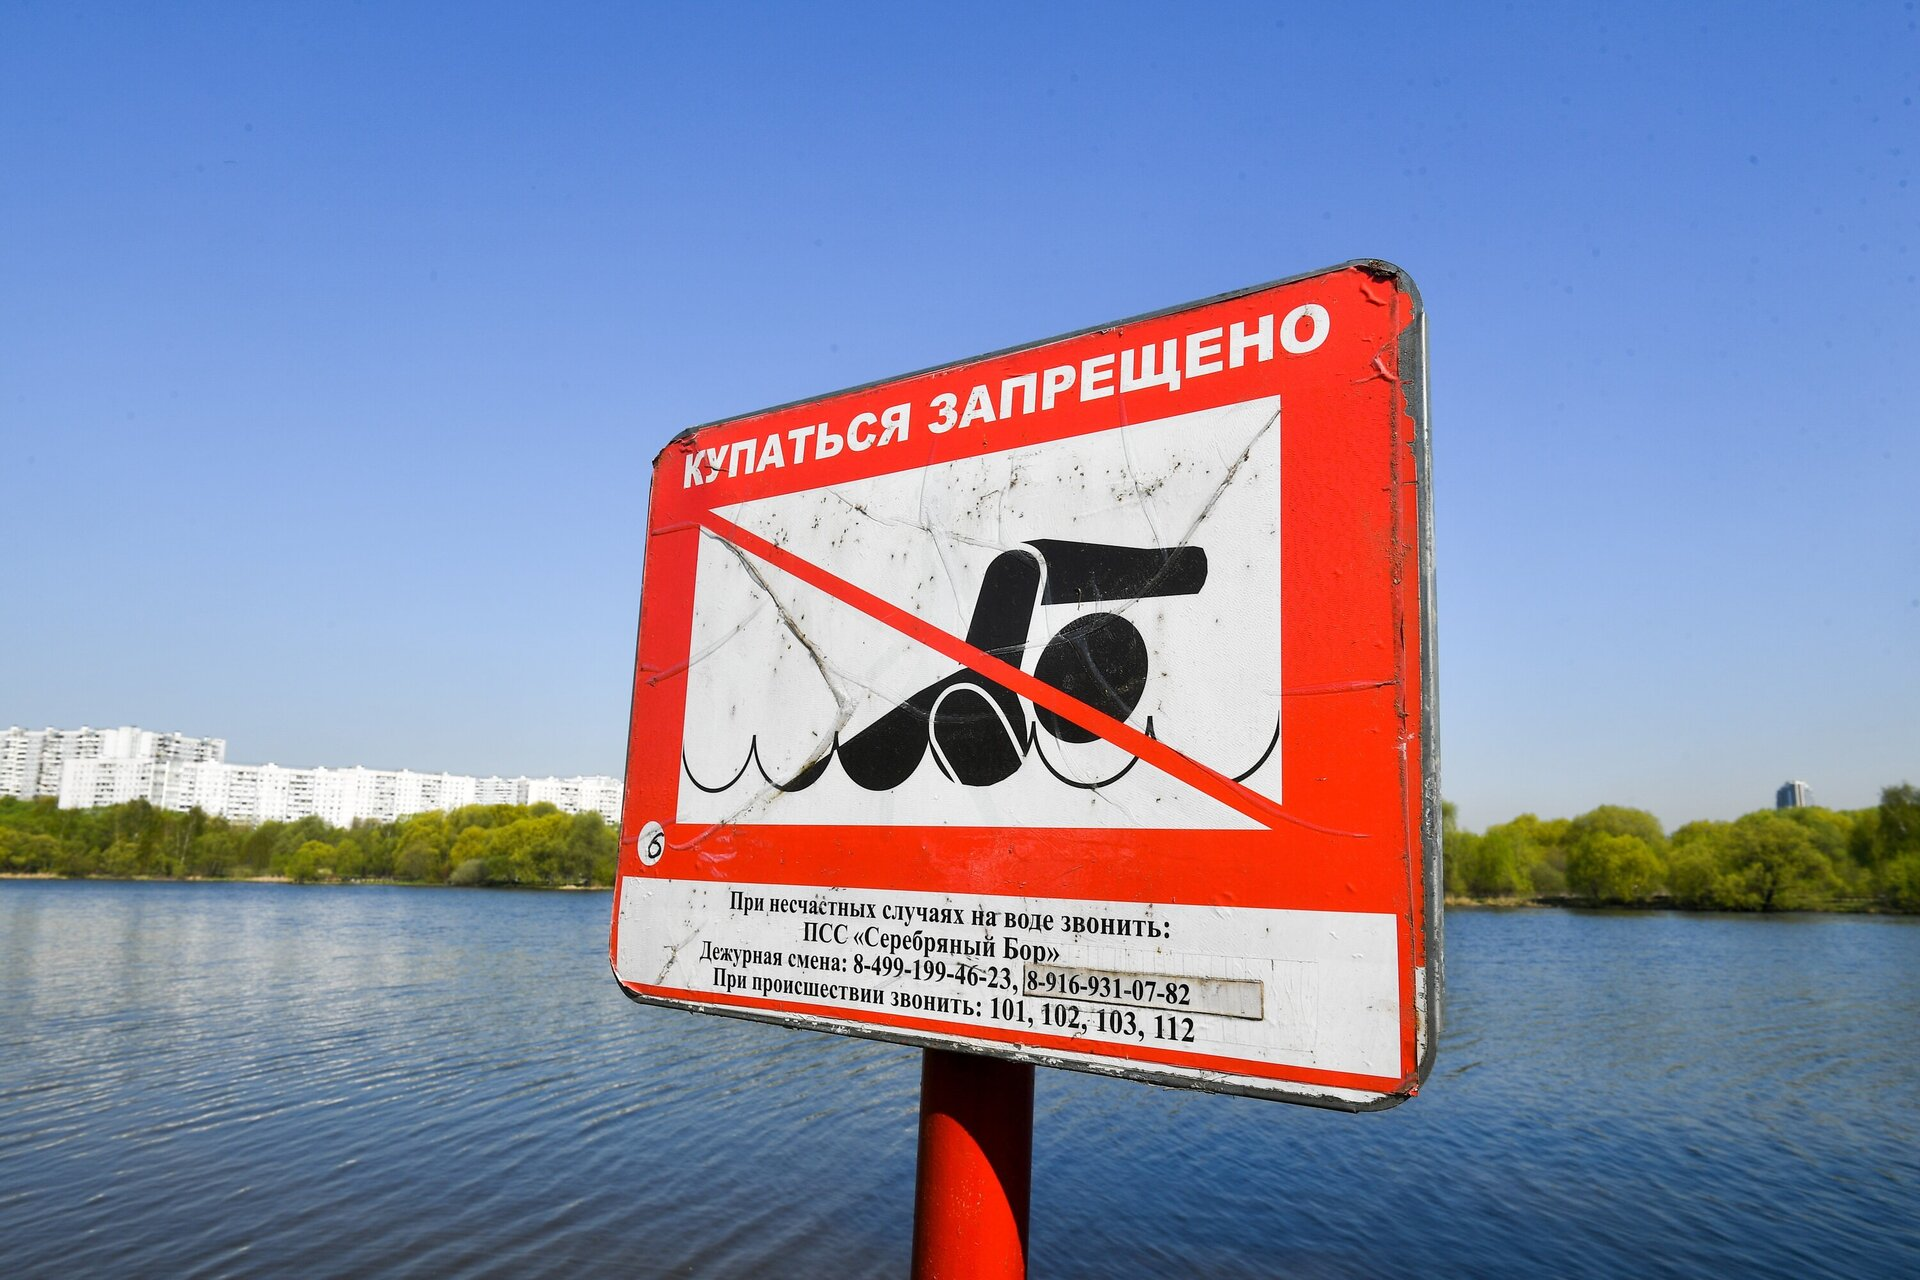 КУПАТЬСЯ ЗАПРЕЩЕНО
6
При несчастных случаях на воде звонить:
ПСС «Серебряный Бор»
Дежурная смена: 8-499-199-46-23, 8-916-931-07-82
При происшествии звонить: 101, 102, 103, 112